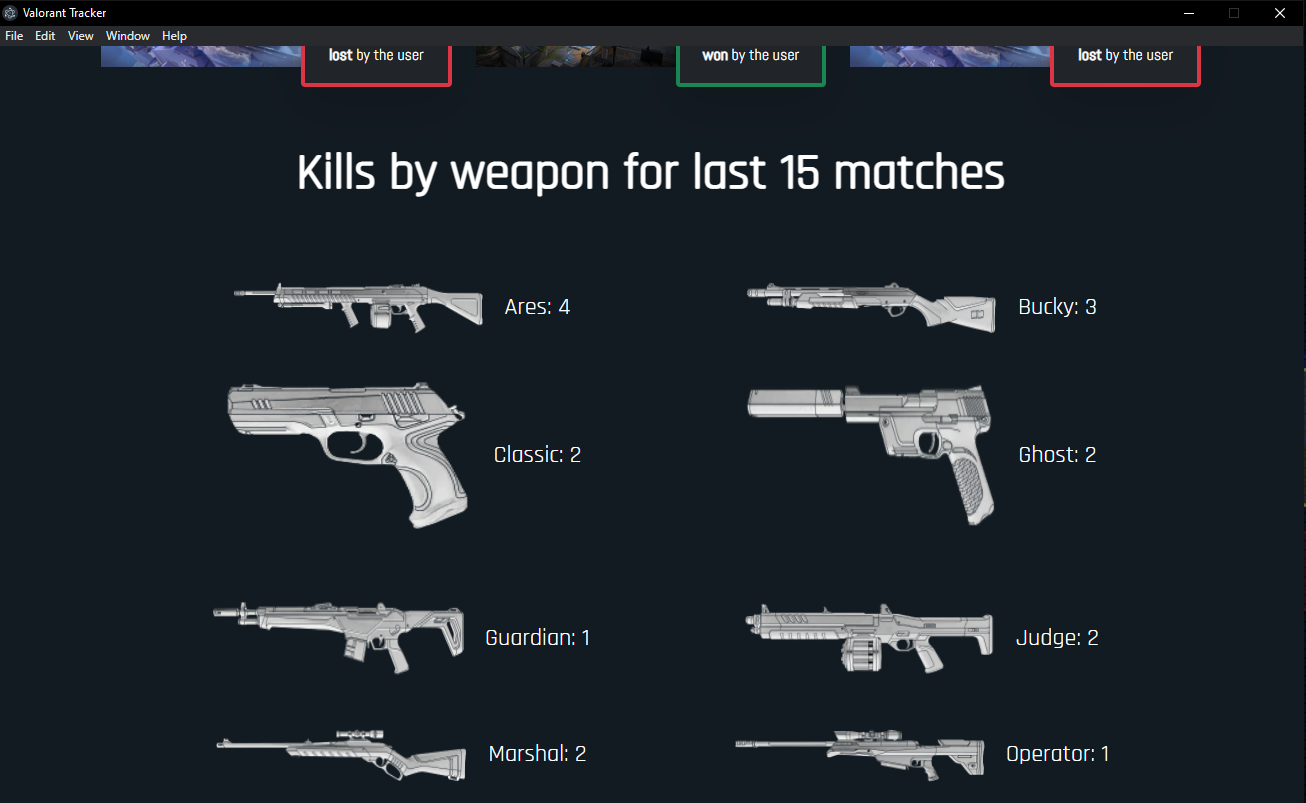 Valorant Tracker
File Edit View Window Help
lost by the user
won by the user
lost by the user
Kills by weapon for last 15 matches
Ares: 4
Bucky: 3
Classic: 2
Ghost: 2
Guardian: 1
Judge: 2
Marshal: 2
Operator: 1